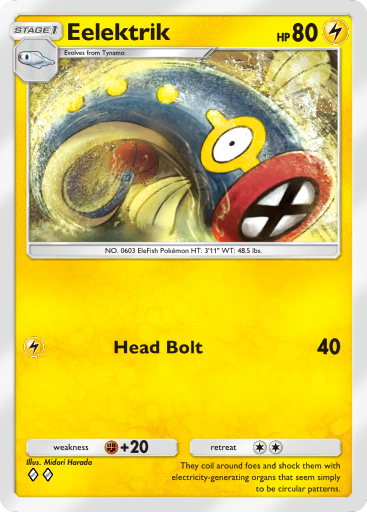 STAGE 1
Eelektrik
HP 80
Evolves from Tynamo
NO. 0603 EleFish Pokémon HT: 3'11" WT: 48.5 lbs.
Head Bolt 40
weakness +20 retreat
Illus. Midori Harada
They coil around foes and shock them with
electricity-generating organs that seem simply
to be circular patterns.